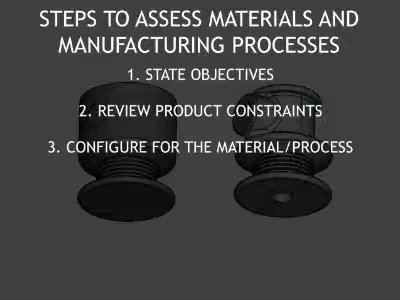 STEPS TO ASSESS MATERIALS AND
MANUFACTURING PROCESSES
1. STATE OBJECTIVES
2. REVIEW PRODUCT CONSTRAINTS
3. CONFIGURE FOR THE MATERIAL/PROCESS